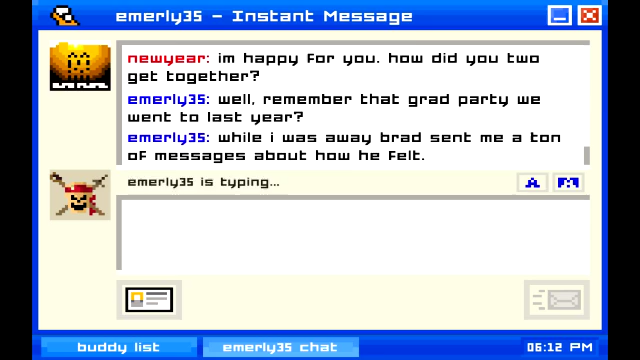 emerly35 - Instant Message
newyear: im happy for you. how did you two
get together?
emerly35: well, remember that grad party we
went to last year?
emerly35: while i was away brad sent me a ton
of messages about how he felt.
emerly35 is typing...
buddy list
emerly35 chat
06:12 PM